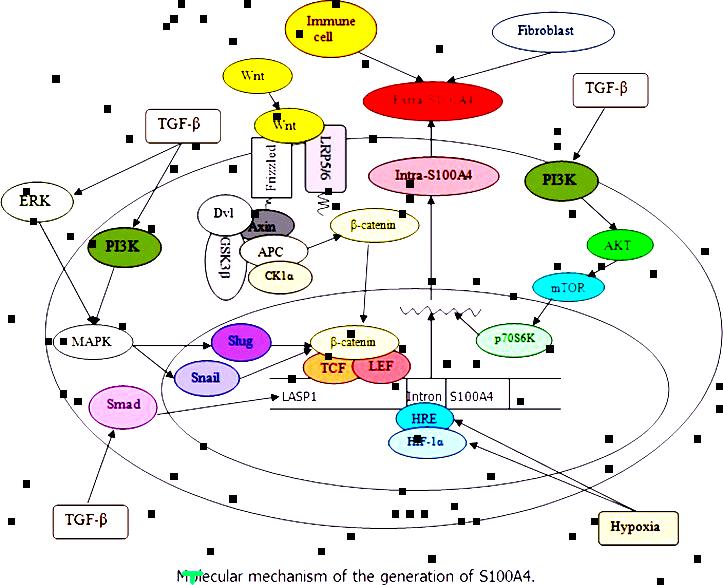 Immune
cell
Fibroblast
Wnt
TGF-β
Extra-S100A4
TGF-β
Wnt
Frizzled
LRP5/6
Intra-S100A4
PI3K
ERK
Dvl
Axin
β-catenin
GSK3β
APC
CK1α
PI3K
AKT
mTOR
MAPK
Slug
β-catenin
p70S6K
Snail
TCF
LEF
Smad
LASP1
Intron
S100A4
HRE
HIF-1α
TGF-β
Hypoxia
Molecular mechanism of the generation of S100A4.